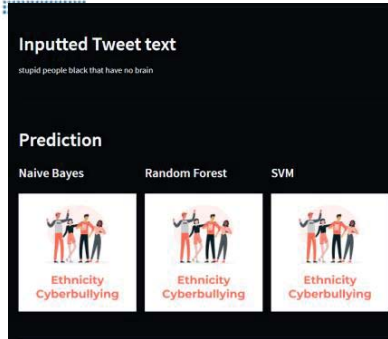 Inputted Tweet text
stupid people black that have no brain
Prediction
Naive Bayes
Random Forest
SVM
Ethnicity
Cyberbullying
Ethnicity
Cyberbullying
Ethnicity
Cyberbullying